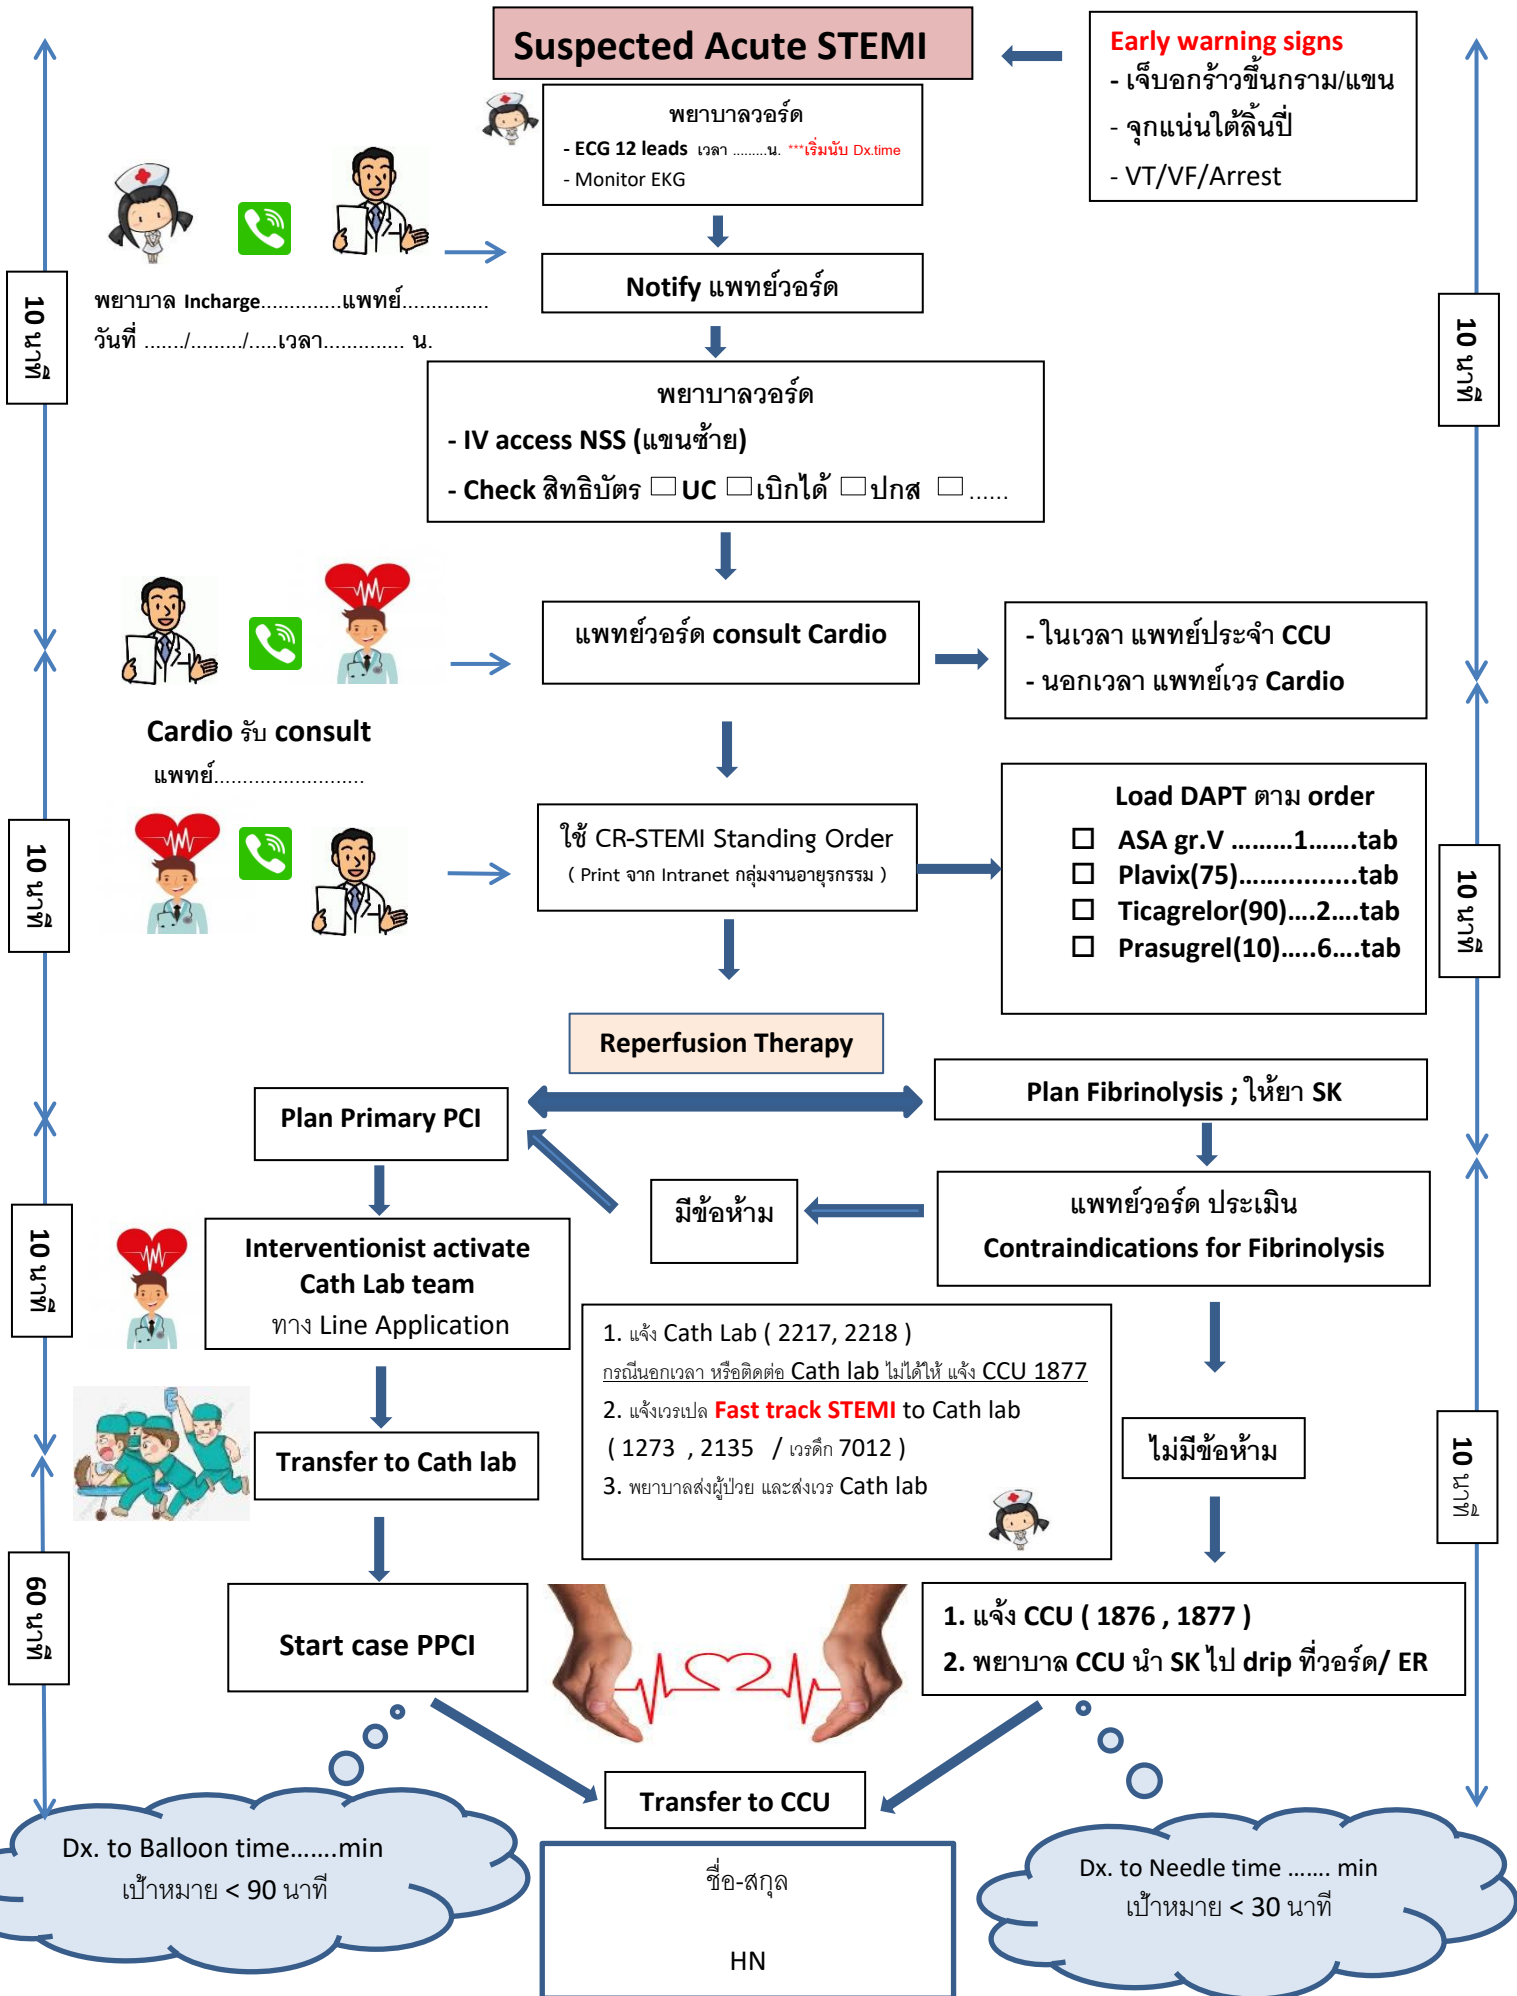 Suspected Acute STEMI
Early warning signs
- เจ็บอกร้าวขึ้นกราม/แขน
- จุกแน่นใต้ลิ้นปี่
- VT/VF/Arrest
พยาบาลวอร์ด
- ECG 12 leads เวลา .........น. ***เริ่มนับ Dx.time
- Monitor EKG
10 นาที
10 นาที
พยาบาล Incharge..............แพทย์...............
วันที่ ......./........./.....เวลา.............. น.
Notify แพทย์วอร์ด
พยาบาลวอร์ด
- IV access NSS (แขนซ้าย)
- Check สิทธิบัตร □ UC □ เบิกได้ □ ปกส □ ......
แพทย์วอร์ด consult Cardio
- ในเวลา แพทย์ประจำ CCU
- นอกเวลา แพทย์เวร Cardio
Cardio รับ consult
แพทย์..........................
10 นาที
10 นาที
ใช้ CR-STEMI Standing Order
( Print จาก Intranet กลุ่มงานอายุรกรรม )
Load DAPT ตาม order
□ ASA gr.V .........1.......tab
□ Plavix(75)................tab
□ Ticagrelor(90)....2....tab
□ Prasugrel(10).....6....tab
Reperfusion Therapy
Plan Primary PCI
Plan Fibrinolysis ; ให้ยา SK
มีข้อห้าม
แพทย์วอร์ด ประเมิน
Contraindications for Fibrinolysis
10 นาที
Interventionist activate
Cath Lab team
ทาง Line Application
1. แจ้ง Cath Lab ( 2217, 2218 )
กรณีนอกเวลา หรือติดต่อ Cath lab ไม่ได้ให้ แจ้ง CCU 1877
2. แจ้งเวรเปล Fast track STEMI to Cath lab
( 1273 , 2135 / เวรดึก 7012 )
3. พยาบาลส่งผู้ป่วย และส่งเวร Cath lab
Transfer to Cath lab
ไม่มีข้อห้าม
10 นาที
60 นาที
Start case PPCI
1. แจ้ง CCU ( 1876 , 1877 )
2. พยาบาล CCU นำ SK ไป drip ที่วอร์ด/ ER
Transfer to CCU
Dx. to Balloon time.......min
เป้าหมาย < 90 นาที
ชื่อ-สกุล
HN
Dx. to Needle time ....... min
เป้าหมาย < 30 นาที